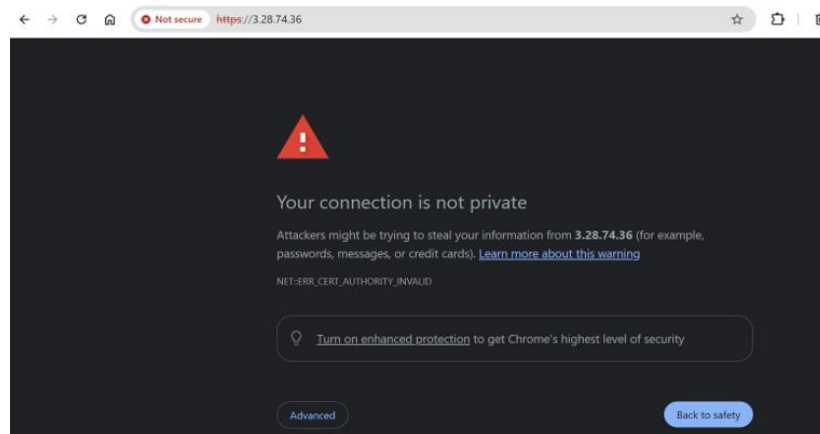 Not secure https://3.28.74.36
Your connection is not private
Attackers might be trying to steal your information from 3.28.74.36 (for example,
passwords, messages, or credit cards). Learn more about this warning
NET::ERR_CERT_AUTHORITY_INVALID
Turn on enhanced protection to get Chrome's highest level of security
Advanced Back to safety